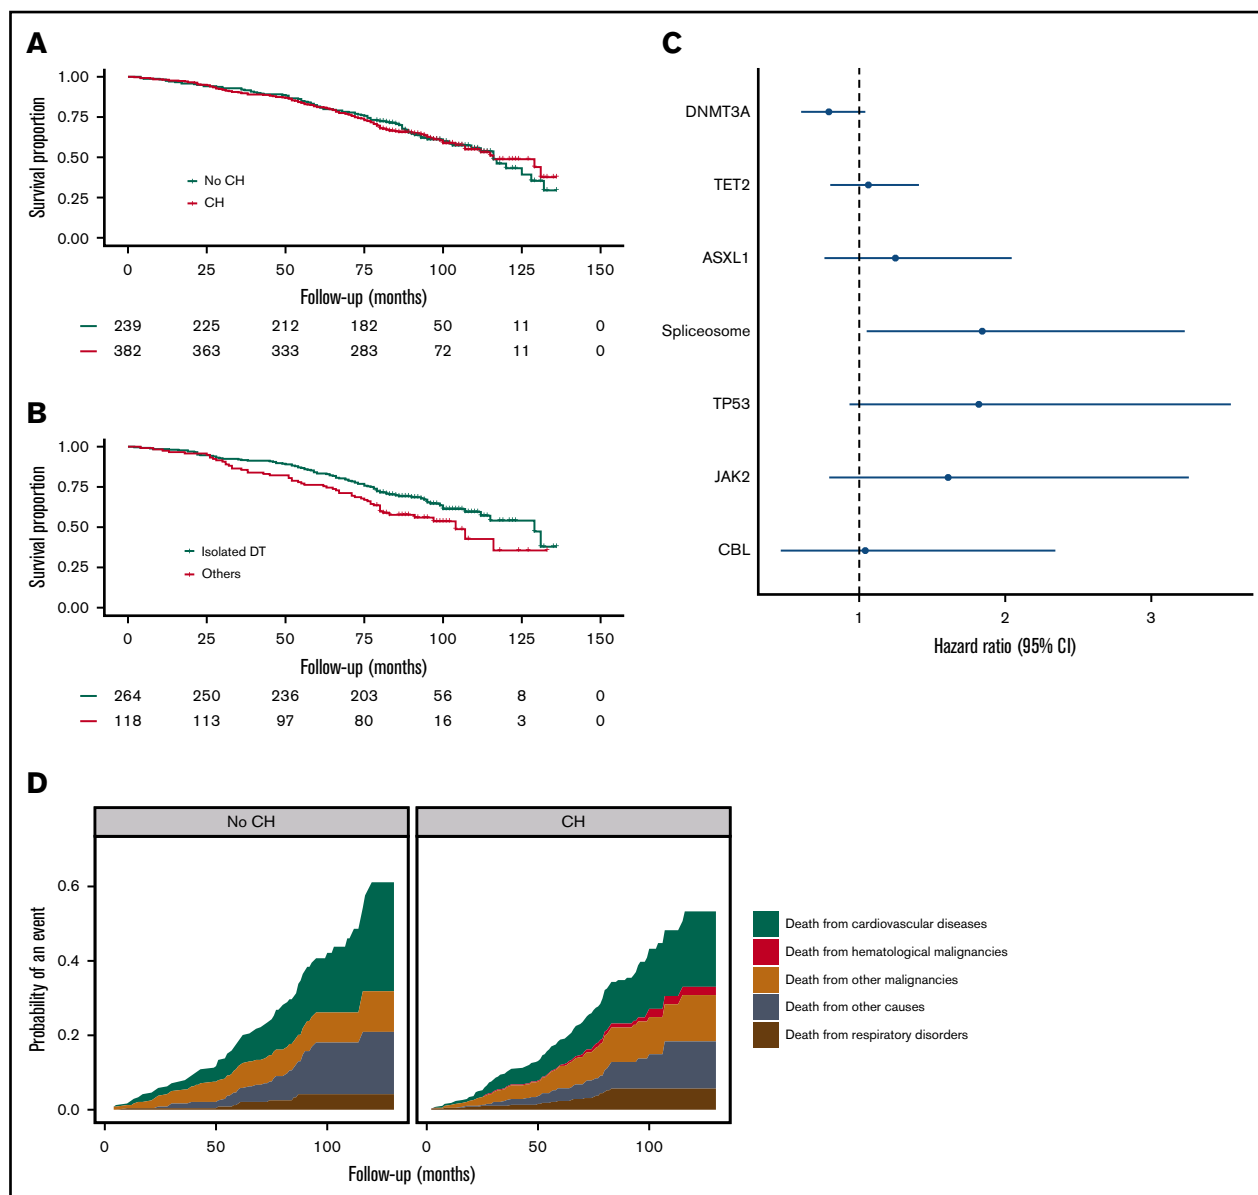 A
1.00
0.75
0.50
0.25
0.00
Survival proportion
No CH
CH
0 25 50 75 100 125 150
Follow-up (months)
239 225 212 182 50 11 0
382 363 333 283 72 11 0
B
1.00
0.75
0.50
0.25
0.00
Survival proportion
Isolated DT
Others
0 25 50 75 100 125 150
Follow-up (months)
264 250 236 203 56 8 0
118 113 97 80 16 3 0
C
DNMT3A
TET2
ASXL1
Spliceosome
TP53
JAK2
CBL
1 2 3
Hazard ratio (95% CI)
D
No CH CH
0.6
0.4
0.2
0.0
Probability of an event
0 50 100 0 50 100
Follow-up (months)
Death from cardiovascular diseases
Death from hematological malignancies
Death from other malignancies
Death from other causes
Death from respiratory disorders